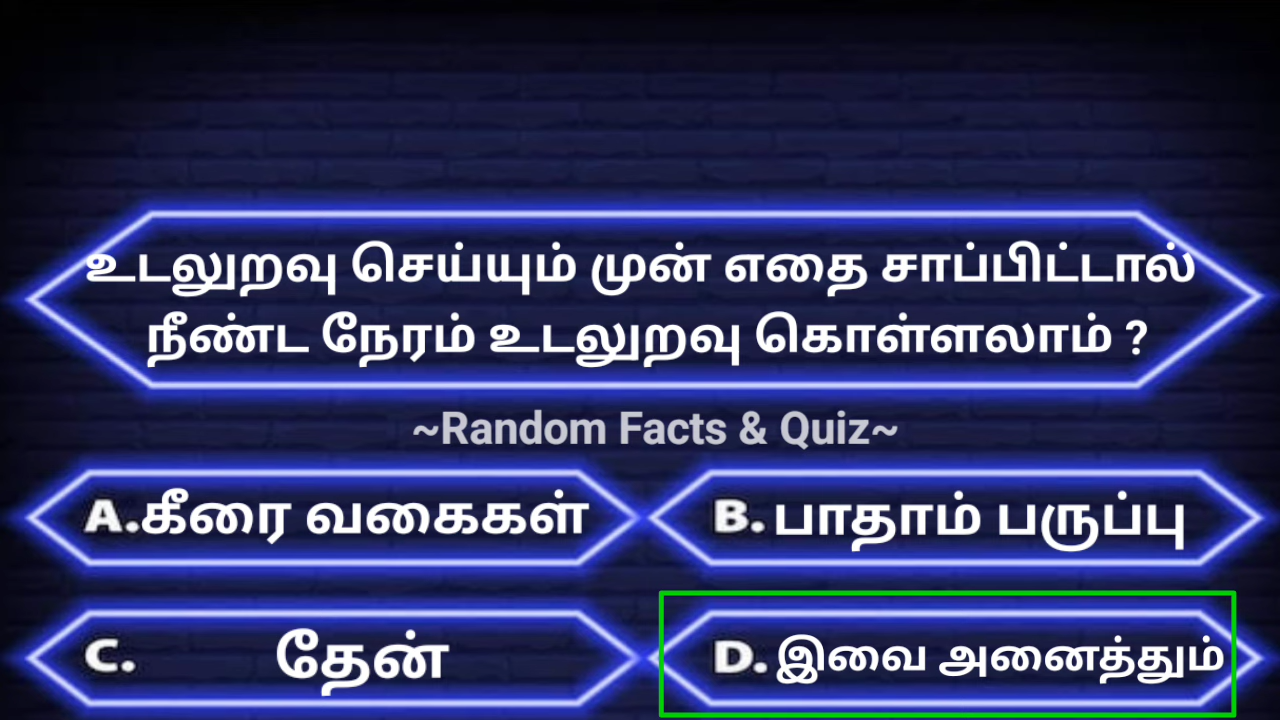 உடலுறவு செய்யும் முன் எதை சாப்பிட்டால்
நீண்ட நேரம் உடலுறவு கொள்ளலாம் ?
~Random Facts & Quiz~
A.கீரை வகைகள்
B. பாதாம் பருப்பு
C. தேன்
D. இவை அனைத்தும்